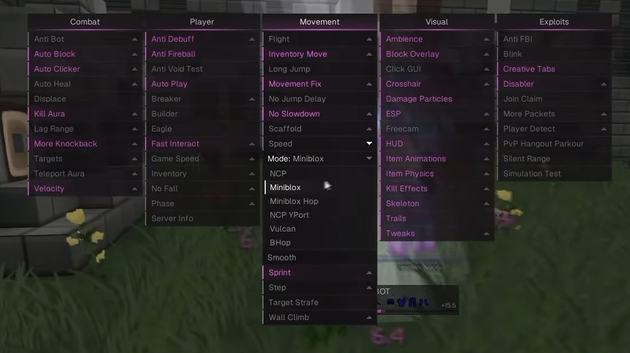 Combat
Anti Bot
Auto Block
Auto Clicker
Auto Heal
Displace
Kill Aura
Lag Range
More Knockback
Targets
Teleport Aura
Velocity
Player
Anti Debuff
Anti Fireball
Anti Void Test
Auto Play
Breaker
Builder
Eagle
Fast Interact
Game Speed
Inventory
No Fall
Phase
Server Info
Movement
Flight
Inventory Move
Long Jump
Movement Fix
No Jump Delay
No Slowdown
Scaffold
Speed
Mode: Miniblox
NCP
Miniblox
Miniblox Hop
NCP YPort
Vulcan
BHop
Smooth
Sprint
Step
Target Strafe
Wall Climb
Visual
Ambience
Block Overlay
Click GUI
Crosshair
Damage Particles
ESP
Freecam
HUD
Item Animations
Item Physics
Kill Effects
Skeleton
Trails
Tweaks
Exploits
Anti FBI
Blink
Creative Tabs
Disabler
Join Claim
More Packets
Player Detect
PvP Hangout Parkour
Silent Range
Simulation Test
BOT
+15.5
6.4